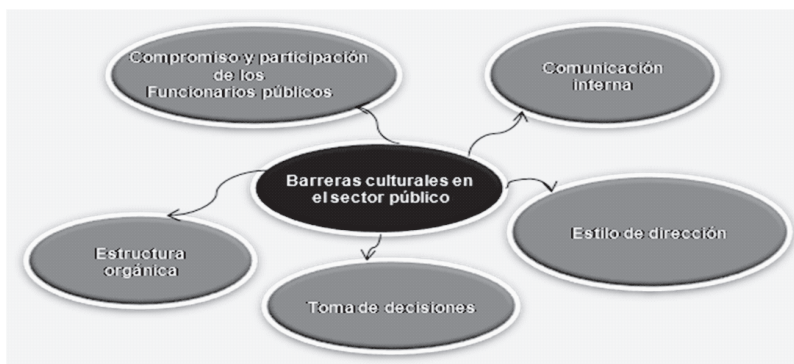 Compromiso y participación
de los
Funcionarios públicos
Comunicación
interna
Barreras culturales en
el sector público
Estilo de dirección
Estructura
orgánica
Toma de decisiones